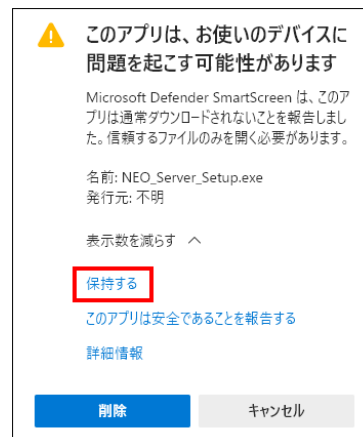 このアプリは、お使いのデバイスに
問題を起こす可能性があります
Microsoft Defender SmartScreen は、このア
プリは通常ダウンロードされないことを報告しまし
た。信頼するファイルのみを開く必要があります。
名前: NEO_Server_Setup.exe
発行元: 不明
表示数を減らす
保持する
このアプリは安全であることを報告する
詳細情報
削除
キャンセル